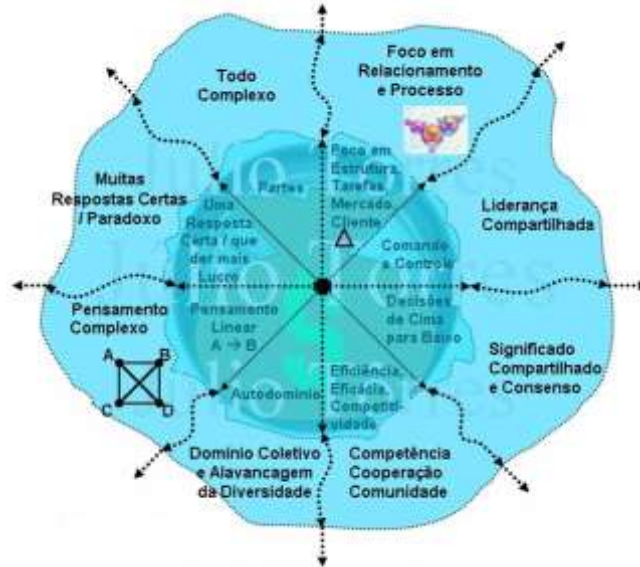 Todo
Complexo
Foco em
Relacionamento
e Processo
Muitas
Respostas Certas
/ Paradoxo
Partes
Foco em
Estrutura,
Tarefas,
Mercado,
Cliente
Uma
Resposta
Certa / que
der mais
Lucro
Comando
e Controle
Liderança
Compartilhada
Pensamento
Complexo
A
B
C
D
Pensamento
Linear
A → B
Decisões
de Cima
para Baixo
Significado
Compartilhado
e Consenso
Autodomínio
Eficiência,
Eficácia,
Competiti-
vidade
Domínio Coletivo
e Alavancagem
da Diversidade
Competência
Cooperação
Comunidade